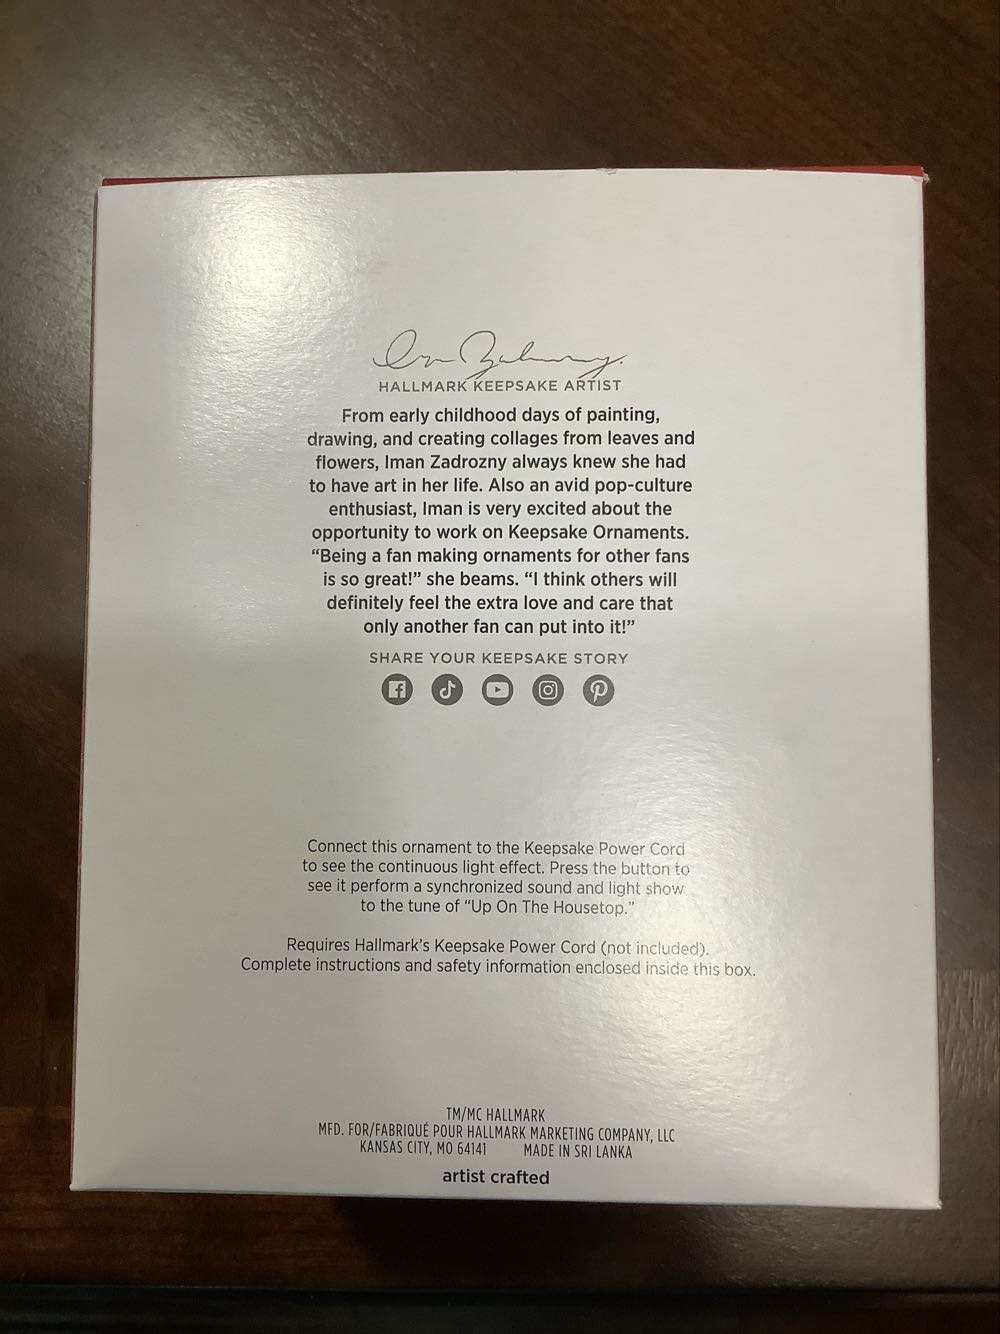 HALLMARK KEEPSAKE ARTIST
From early childhood days of painting,
drawing, and creating collages from leaves and
flowers, Iman Zadrozny always knew she had
to have art in her life. Also an avid pop-culture
enthusiast, Iman is very excited about the
opportunity to work on Keepsake Ornaments.
“Being a fan making ornaments for other fans
is so great!” she beams. “I think others will
definitely feel the extra love and care that
only another fan can put into it!”
SHARE YOUR KEEPSAKE STORY
Connect this ornament to the Keepsake Power Cord
to see the continuous light effect. Press the button to
see it perform a synchronized sound and light show
to the tune of “Up On The Housetop.”
Requires Hallmark’s Keepsake Power Cord (not included).
Complete instructions and safety information enclosed inside this box.
TM/MC HALLMARK
MFD. FOR/FABRIQUÉ POUR HALLMARK MARKETING COMPANY, LLC
KANSAS CITY, MO 64141 MADE IN SRI LANKA
artist crafted